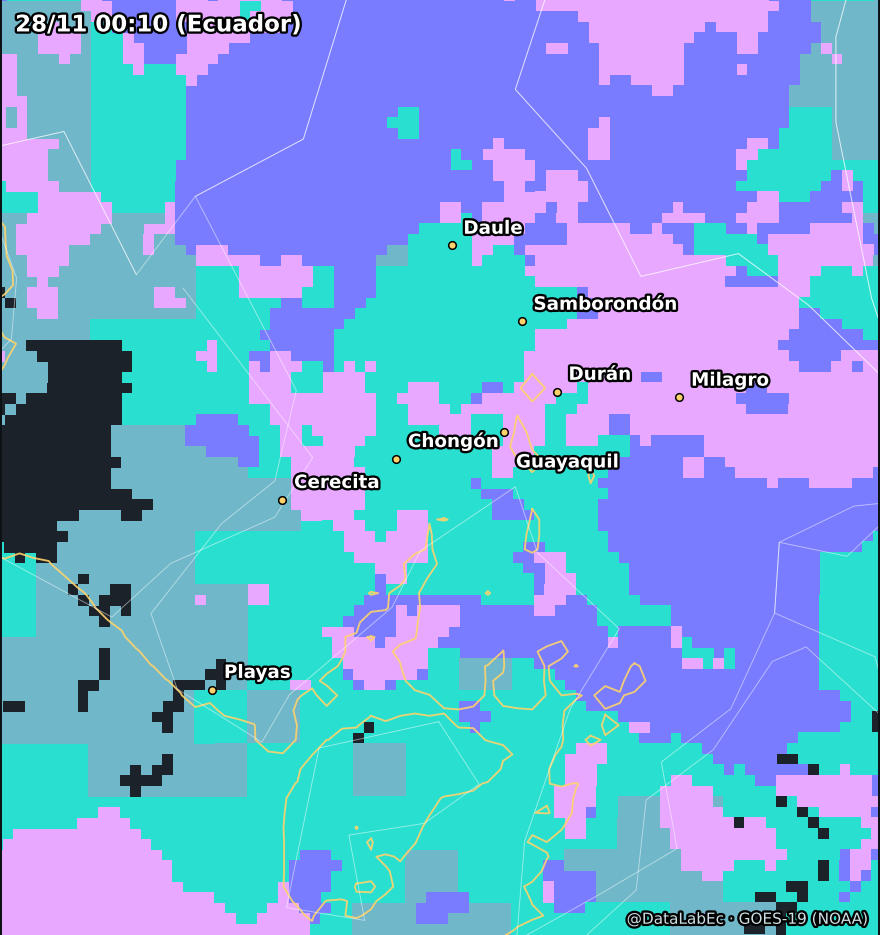 28/11 00:10 (Ecuador)
Daule
Samborondón
Durán
Milagro
Chongón
Guayaquil
Cerecita
Playas
@DataLabEc · GOES-19 (NOAA)